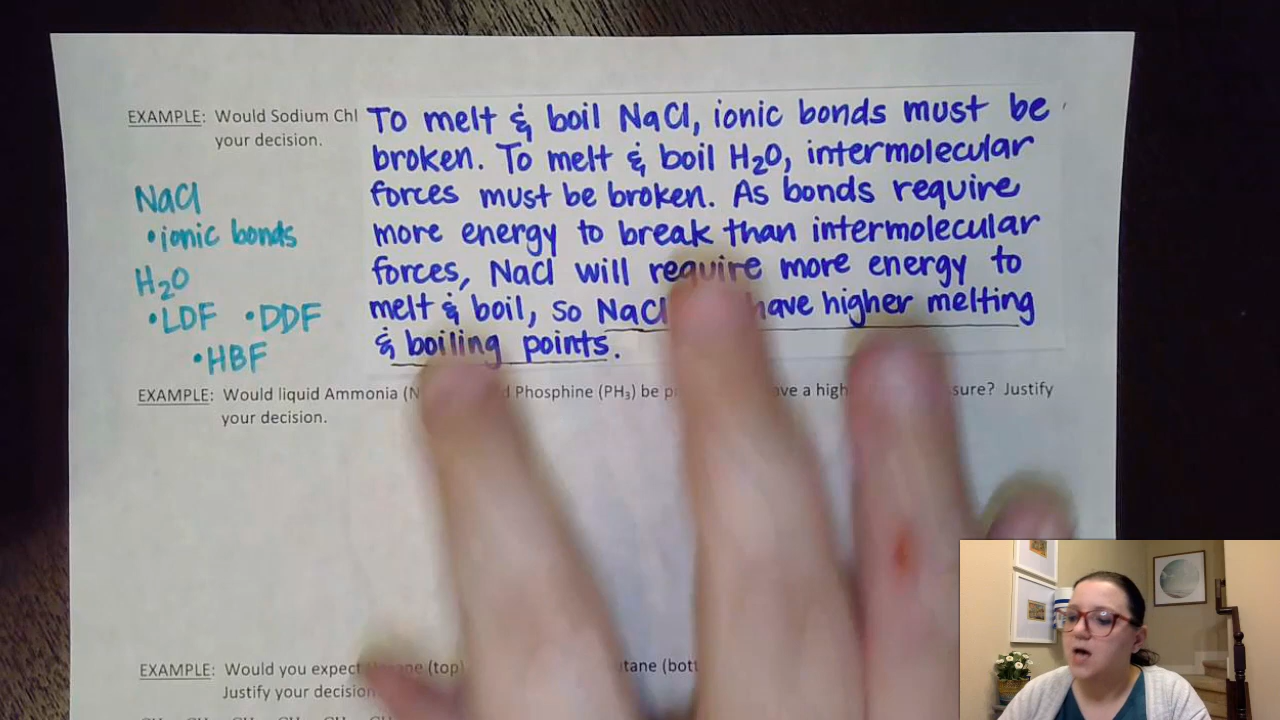 EXAMPLE: Would Sodium Chl
your decision.
To melt & boil NaCl, ionic bonds must be
broken. To melt & boil H₂O, intermolecular
forces must be broken. As bonds require
more energy to break than intermolecular
forces, NaCl will require more energy to
melt & boil, so NaCl have higher melting
& boiling points.
NaCl
• ionic bonds
H₂O
• LDF • DDF
• HBF
EXAMPLE: Would liquid Ammonia (N Phosphine (PH₃) be ave a high sure? Justify
your decision.
EXAMPLE: Would you expect (top) (bott
Justify your decision